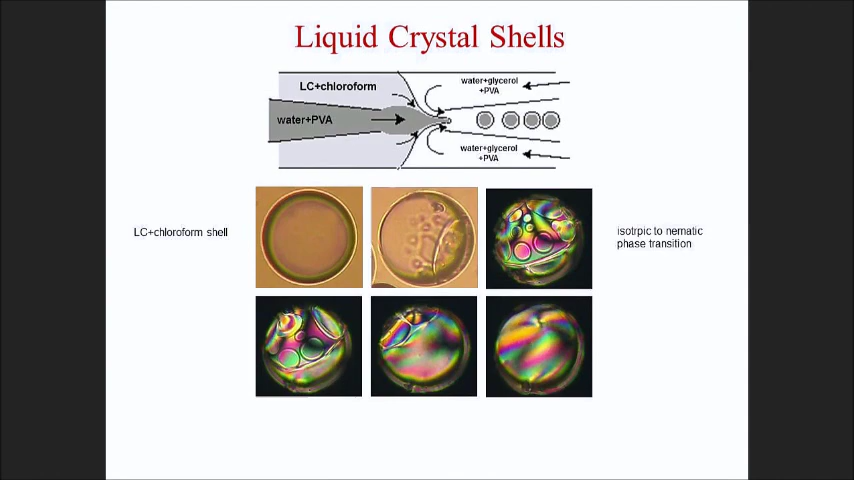 Liquid Crystal Shells
LC+chloroform
water+PVA
water+glycerol
+PVA
water+glycerol
+PVA
LC+chloroform shell
isotrpic to nematic
phase transition